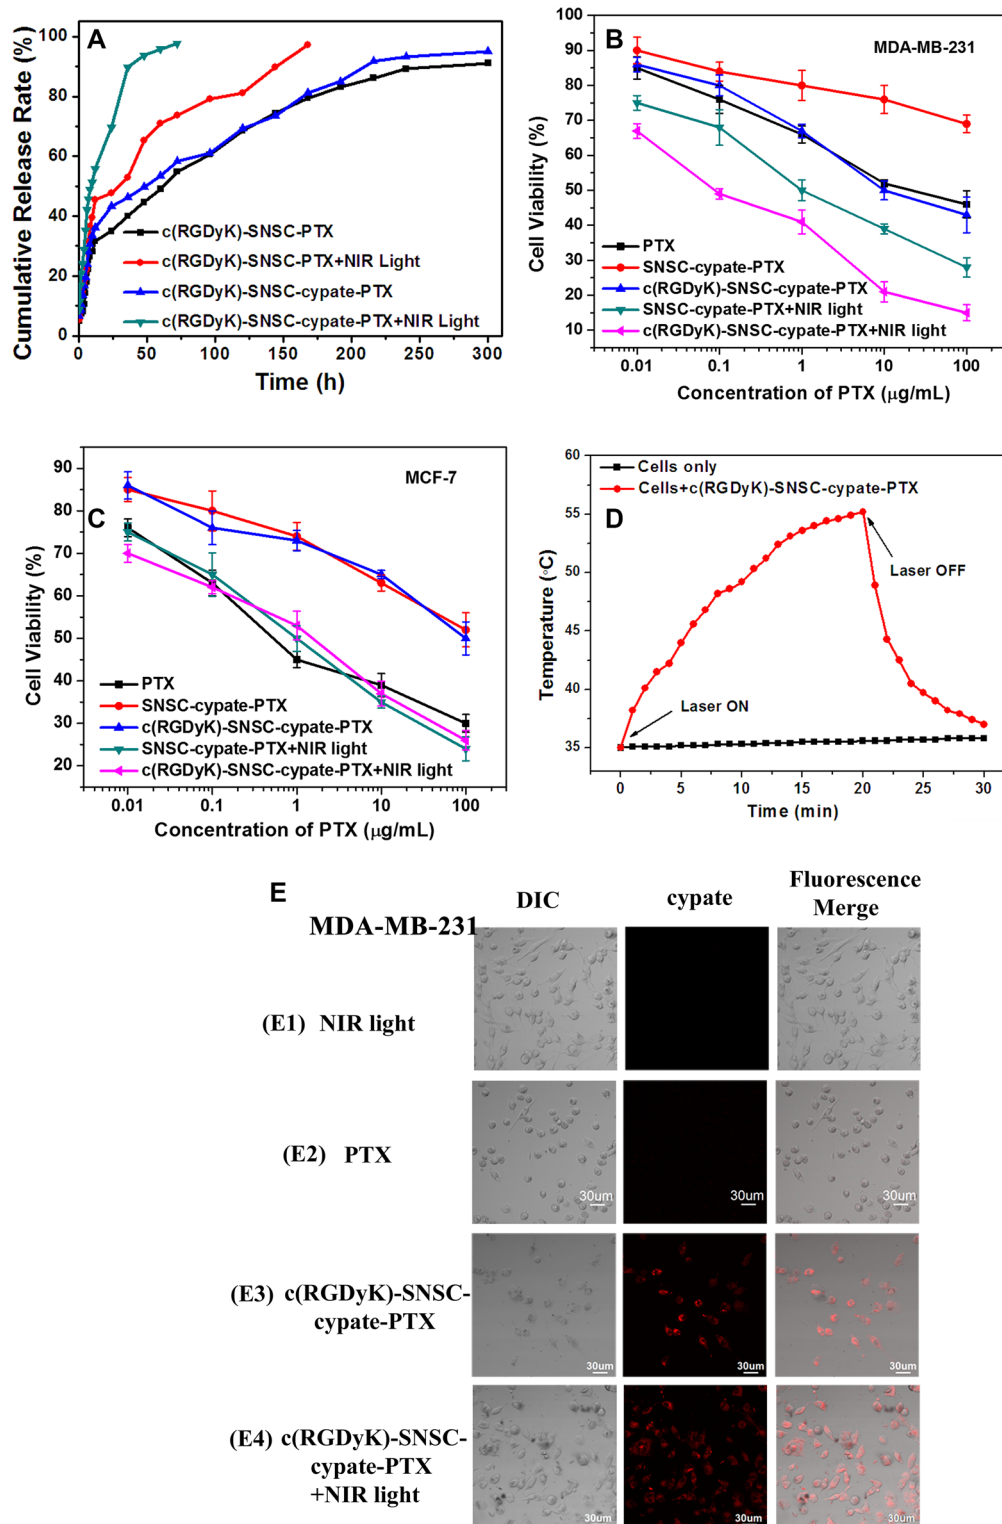 A
Cumulative Release Rate (%)
100
80
60
40
20
0
0
50
100
150
200
250
300
Time (h)
c(RGDyK)-SNSC-PTX
c(RGDyK)-SNSC-PTX+NIR Light
c(RGDyK)-SNSC-cypate-PTX
c(RGDyK)-SNSC-cypate-PTX+NIR Light
B
MDA-MB-231
Cell Viability (%)
100
90
80
70
60
50
40
30
20
10
0.01
0.1
1
10
100
Concentration of PTX (μg/mL)
PTX
SNSC-cypate-PTX
c(RGDyK)-SNSC-cypate-PTX
SNSC-cypate-PTX+NIR light
c(RGDyK)-SNSC-cypate-PTX+NIR light
C
MCF-7
Cell Viability (%)
90
80
70
60
50
40
30
20
0.01
0.1
1
10
100
Concentration of PTX (μg/mL)
PTX
SNSC-cypate-PTX
c(RGDyK)-SNSC-cypate-PTX
SNSC-cypate-PTX+NIR light
c(RGDyK)-SNSC-cypate-PTX+NIR light
D
Cells only
Cells+c(RGDyK)-SNSC-cypate-PTX
Temperature (°C)
60
55
50
45
40
35
Laser OFF
Laser ON
0
5
10
15
20
25
30
Time (min)
E
MDA-MB-231
DIC
cypate
Fluorescence
Merge
(E1) NIR light
(E2) PTX
30um
30um
30um
(E3) c(RGDyK)-SNSC-
cypate-PTX
30um
30um
30um
(E4) c(RGDyK)-SNSC-
cypate-PTX
+NIR light
30um
30um
30um